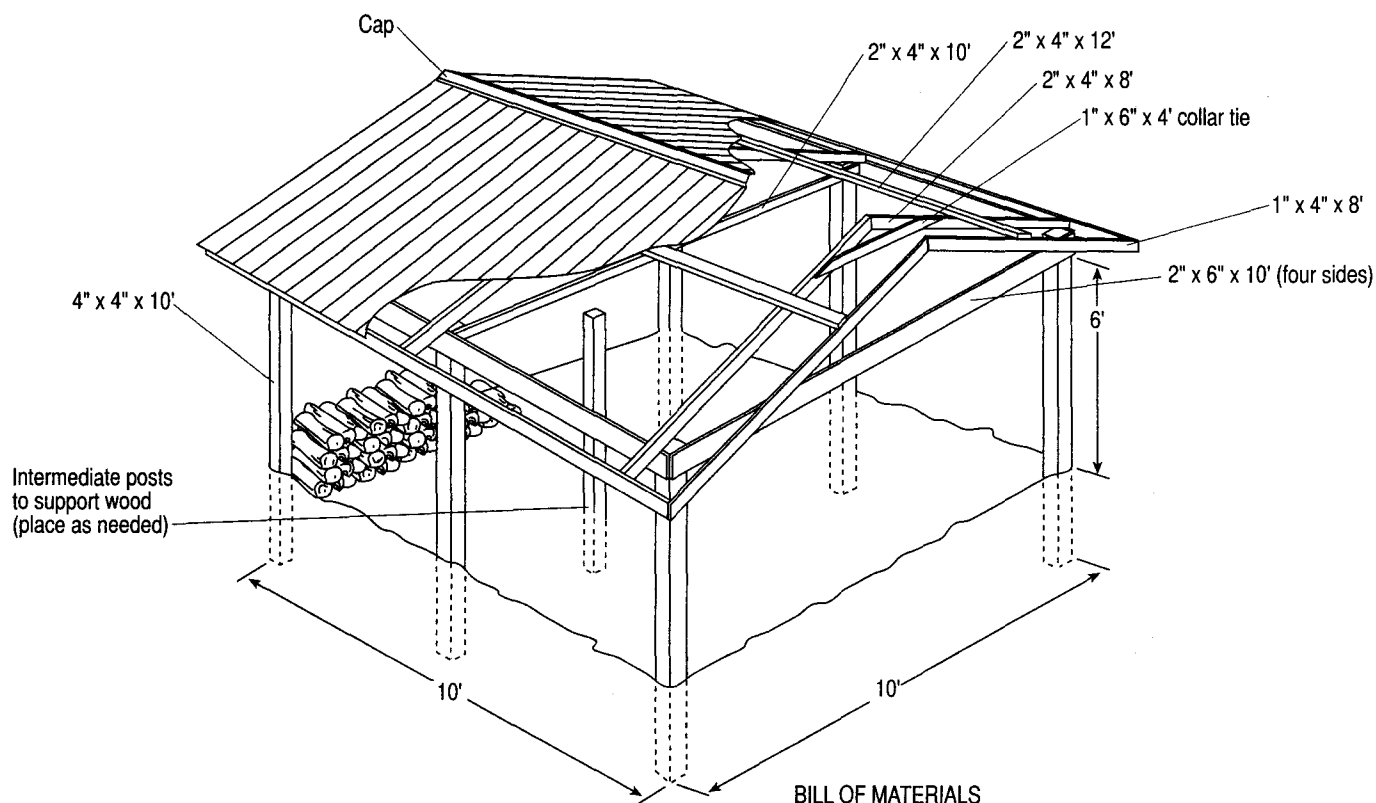 Cap
2" x 4" x 10'
2" x 4" x 12'
2" x 4" x 8'
1" x 6" x 4' collar tie
1" x 4" x 8'
2" x 6" x 10' (four sides)
4" x 4" x 10'
6'
Intermediate posts
to support wood
(place as needed)
10'
10'
BILL OF MATERIALS